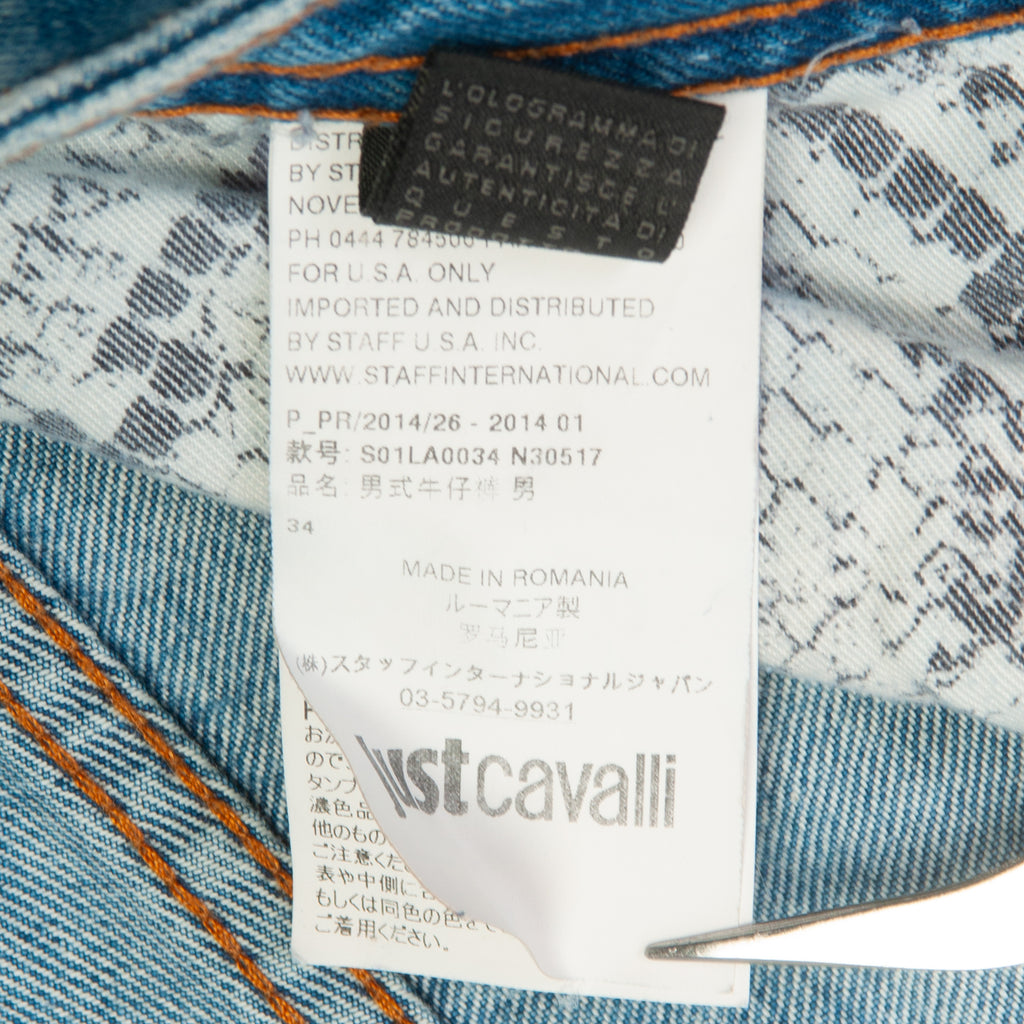 L'OLOGRAMMA DI
SICUREZZA
GARANTISCE L'
AUTENTICITÀ DI
QUESTO
DISTR
BY ST
NOVE
PH 0444 784500
FOR U.S.A. ONLY
IMPORTED AND DISTRIBUTED
BY STAFF U.S.A. INC.
WWW.STAFFINTERNATIONAL.COM
P_PR/2014/26 - 2014 01
款号: S01LA0034 N30517
品名: 男式牛仔裤 男
34
MADE IN ROMANIA
ルーマニア製
罗马尼亚
(株)スタッフインターナショナルジャパン
03-5794-9931
justcavalli
ので
タンブ
濃色品
他のもの
ご注意くだ
表や中側に
もしくは同色の色を
ご着用ください。